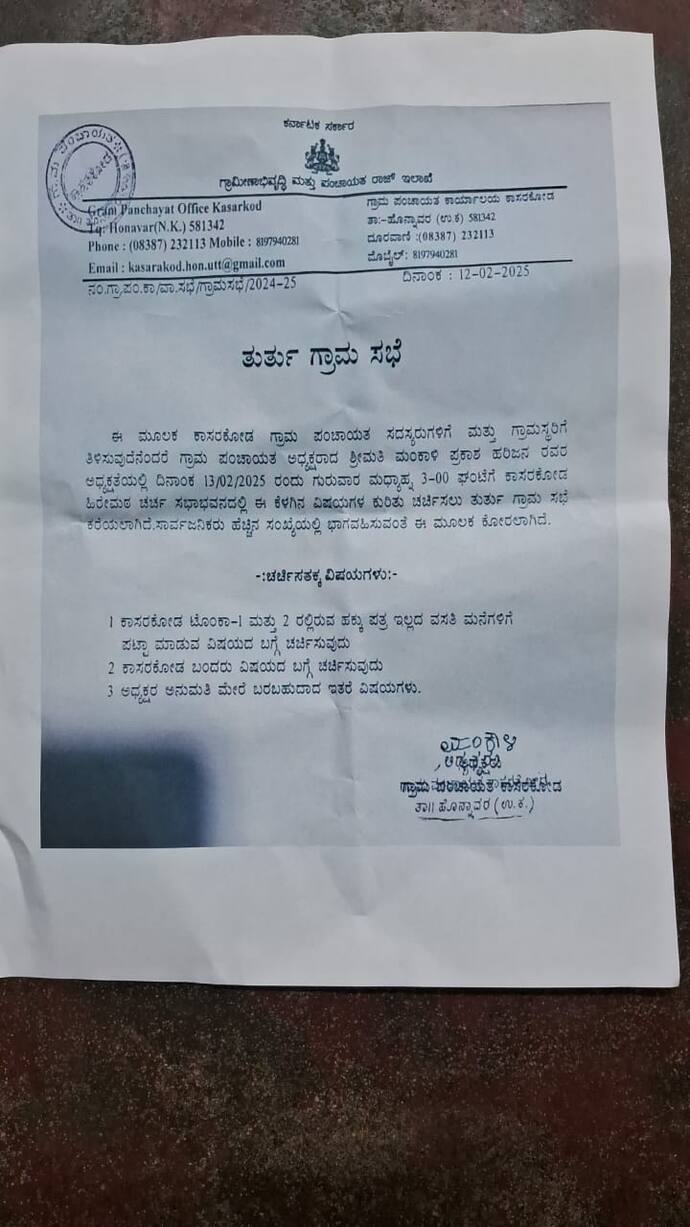 ಕರ್ನಾಟಕ ಸರ್ಕಾರ
ಗ್ರಾಮೀಣಾಭಿವೃದ್ಧಿ ಮತ್ತು ಪಂಚಾಯತ ರಾಜ್ ಇಲಾಖೆ
ಕಾಸರಕೋಡ
Gram Panchayat Office Kasarkod
Tq: Honavar(N.K.) 581342
Phone : (08387) 232113 Mobile : 8197940281
Email : kasarakod.hon.utt@gmail.com
ಗ್ರಾಮ ಪಂಚಾಯತ ಕಾರ್ಯಾಲಯ ಕಾಸರಕೋಡ
ತಾ:-ಹೊನ್ನಾವರ (ಉ.ಕ) 581342
ದೂರವಾಣಿ :(08387) 232113
ಮೊಬೈಲ್: 8197940281
ನಂ.ಗ್ರಾ.ಪಂ.ಕಾ/ವಾ.ಸಭೆ/ಗ್ರಾಮಸಭೆ/2024-25
ದಿನಾಂಕ : 12-02-2025
ತುರ್ತು ಗ್ರಾಮ ಸಭೆ
ಈ ಮೂಲಕ ಕಾಸರಕೋಡ ಗ್ರಾಮ ಪಂಚಾಯತ ಸದಸ್ಯರುಗಳಿಗೆ ಮತ್ತು ಗ್ರಾಮಸ್ಥರಿಗೆ
ತಿಳಿಸುವುದೆನೆಂದರೆ ಗ್ರಾಮ ಪಂಚಾಯತ ಅಧ್ಯಕ್ಷರಾದ ಶ್ರೀಮತಿ ಮಂಕಾಳಿ ಪ್ರಕಾಶ ಹರಿಜನ ರವರ
ಅಧ್ಯಕ್ಷತೆಯಲ್ಲಿ ದಿನಾಂಕ 13/02/2025 ರಂದು ಗುರುವಾರ ಮಧ್ಯಾಹ್ನ 3-00 ಘಂಟೆಗೆ ಕಾಸರಕೋಡ
ಹಿರೇಮಠ ಚರ್ಚ ಸಭಾಭವನದಲ್ಲಿ ಈ ಕೆಳಗಿನ ವಿಷಯಗಳ ಕುರಿತು ಚರ್ಚಿಸಲು ತುರ್ತು ಗ್ರಾಮ ಸಭೆ
ಕರೆಯಲಾಗಿದೆ.ಸಾರ್ವಜನಿಕರು ಹೆಚ್ಚಿನ ಸಂಖ್ಯೆಯಲ್ಲಿ ಭಾಗವಹಿಸುವಂತೆ ಈ ಮೂಲಕ ಕೋರಲಾಗಿದೆ.
-:ಚರ್ಚಿಸತಕ್ಕ ವಿಷಯಗಳು:-
1 ಕಾಸರಕೋಡ ಟೊಂಕಾ-1 ಮತ್ತು 2 ರಲ್ಲಿರುವ ಹಕ್ಕು ಪತ್ರ ಇಲ್ಲದ ವಸತಿ ಮನೆಗಳಿಗೆ
ಪಟ್ಟಾ ಮಾಡುವ ವಿಷಯದ ಬಗ್ಗೆ ಚರ್ಚಿಸುವುದು
2 ಕಾಸರಕೋಡ ಬಂದರು ವಿಷಯದ ಬಗ್ಗೆ ಚರ್ಚಿಸುವುದು
3 ಅಧ್ಯಕ್ಷರ ಅನುಮತಿ ಮೇರೆ ಬರಬಹುದಾದ ಇತರೆ ವಿಷಯಗಳು.
ಮಂಕಾಳಿ
ಅಧ್ಯಕ್ಷರು
ಗ್ರಾಮ ಪಂಚಾಯತ ಕಾಸರಕೋಡ
ತಾ|| ಹೊನ್ನಾವರ (ಉ.ಕ.)